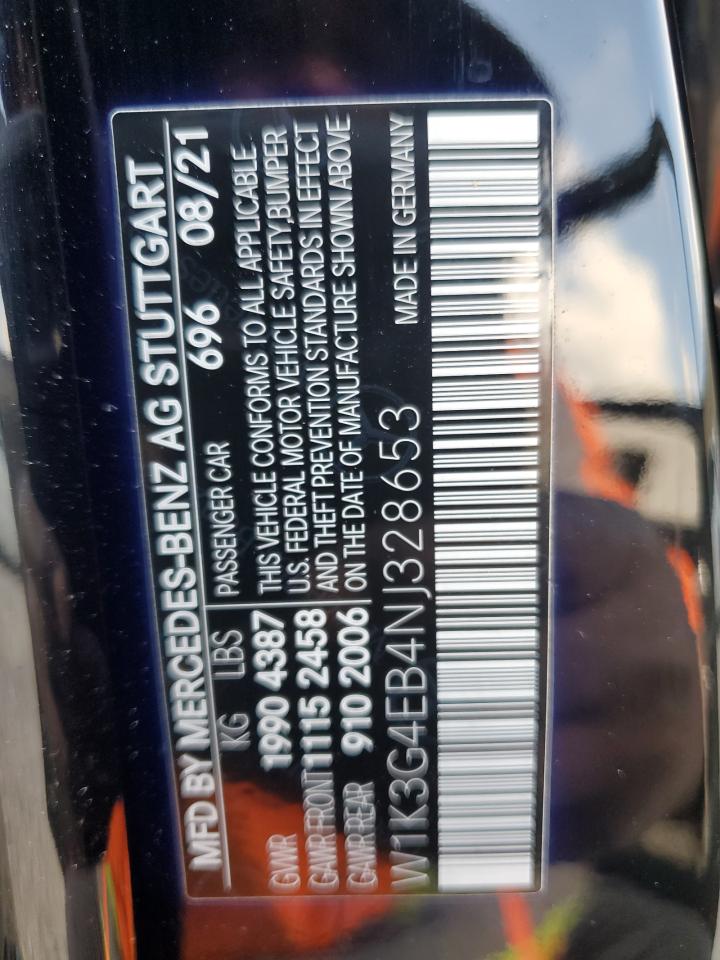 MFD BY MERCEDES-BENZ AG STUTTGART
696 08/21
KG LBS
PASSENGER CAR
GWR 1990 4387
GAWR FRONT 1115 2458
GAWR REAR 910 2006
THIS VEHICLE CONFORMS TO ALL APPLICABLE
U.S. FEDERAL MOTOR VEHICLE SAFETY,BUMPER
AND THEFT PREVENTION STANDARDS IN EFFECT
ON THE DATE OF MANUFACTURE SHOWN ABOVE
W1K3G4EB4NJ328653
MADE IN GERMANY